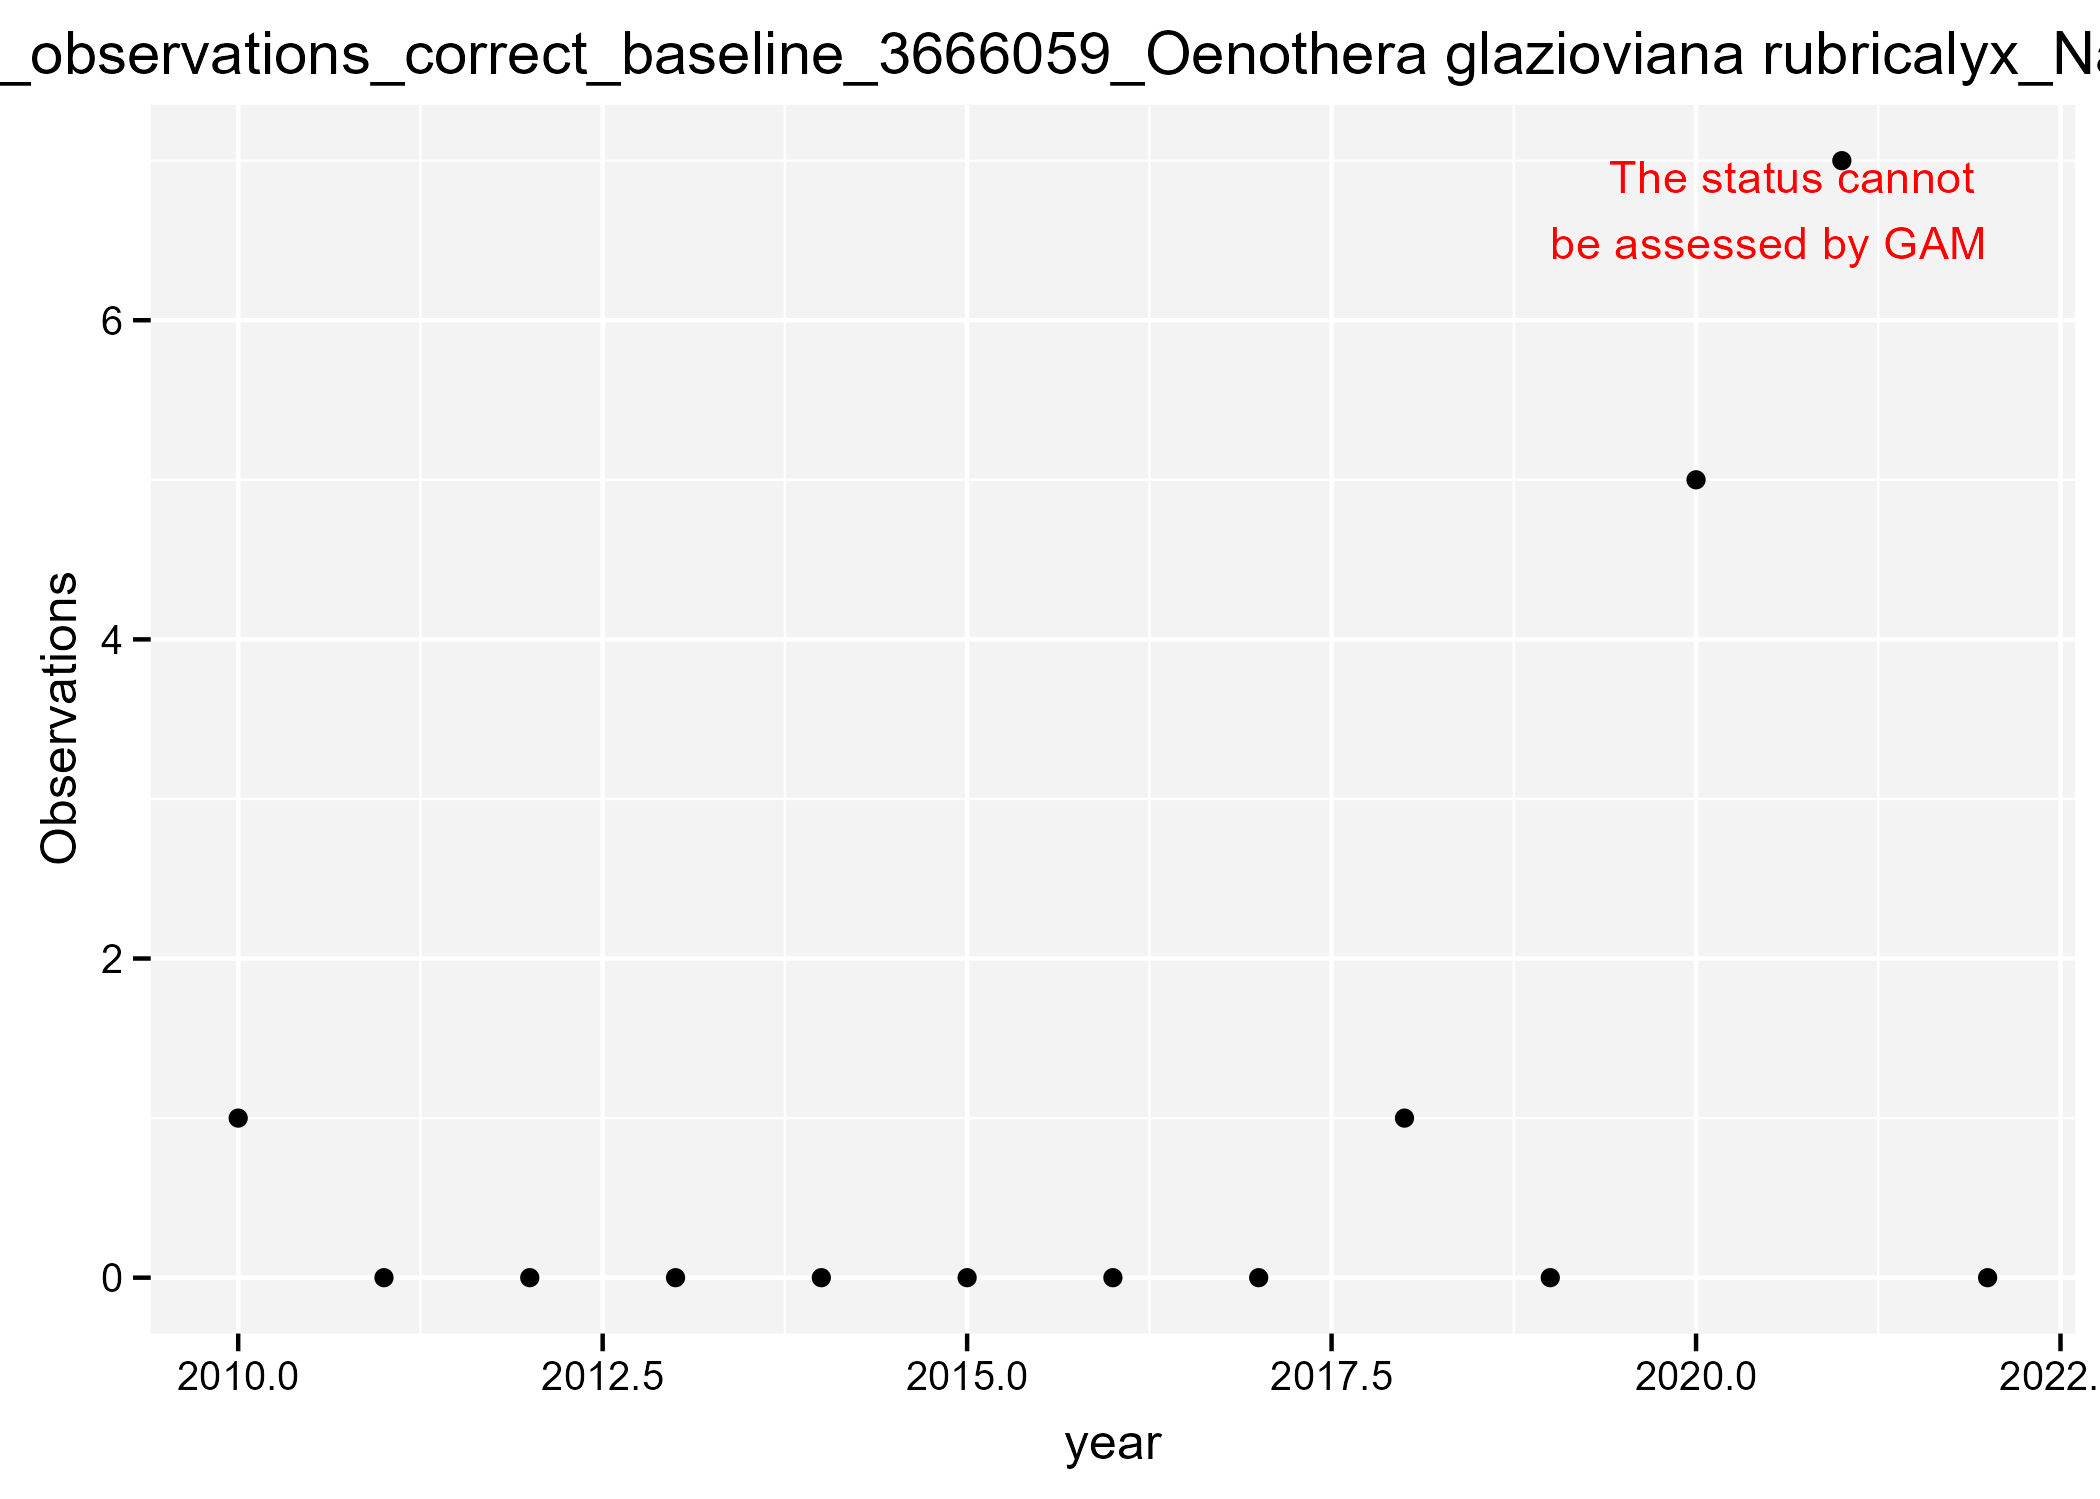 _observations_correct_baseline_3666059_Oenothera glazioviana rubricalyx_Na
The status cannot
be assessed by GAM
6
4
2
0
Observations
2010.0
2012.5
2015.0
2017.5
2020.0
2022.
year